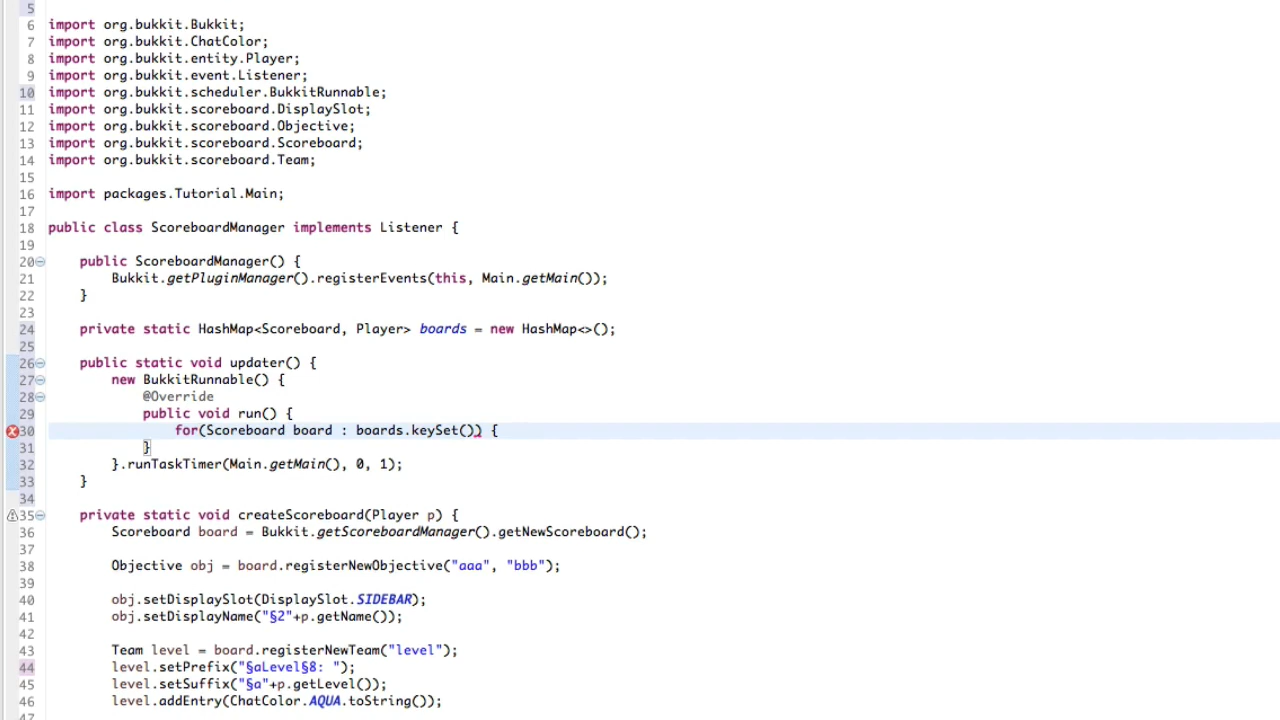 5
6 import org.bukkit.Bukkit;
7 import org.bukkit.ChatColor;
8 import org.bukkit.entity.Player;
9 import org.bukkit.event.Listener;
10 import org.bukkit.scheduler.BukkitRunnable;
11 import org.bukkit.scoreboard.DisplaySlot;
12 import org.bukkit.scoreboard.Objective;
13 import org.bukkit.scoreboard.Scoreboard;
14 import org.bukkit.scoreboard.Team;
15
16 import packages.Tutorial.Main;
17
18 public class ScoreboardManager implements Listener {
19
20     public ScoreboardManager() {
21         Bukkit.getPluginManager().registerEvents(this, Main.getMain());
22     }
23
24     private static HashMap<Scoreboard, Player> boards = new HashMap<>();
25
26     public static void updater() {
27         new BukkitRunnable() {
28             @Override
29             public void run() {
30                 for(Scoreboard board : boards.keySet()) {
31             }
32         }.runTaskTimer(Main.getMain(), 0, 1);
33     }
34
35     private static void createScoreboard(Player p) {
36         Scoreboard board = Bukkit.getScoreboardManager().getNewScoreboard();
37
38         Objective obj = board.registerNewObjective("aaa", "bbb");
39
40         obj.setDisplaySlot(DisplaySlot.SIDEBAR);
41         obj.setDisplayName("§2"+p.getName());
42
43         Team level = board.registerNewTeam("level");
44         level.setPrefix("§aLevel§8: ");
45         level.setSuffix("§a"+p.getLevel());
46         level.addEntry(ChatColor.AQUA.toString());
47